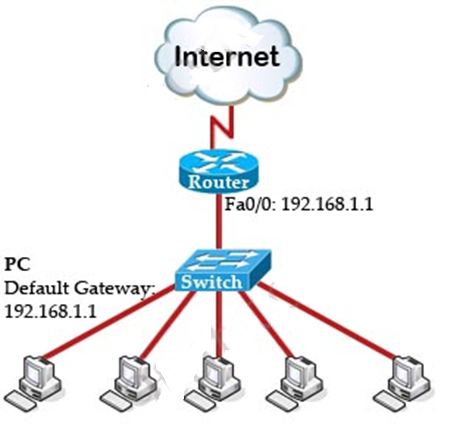 Internet
Router
Fa0/0: 192.168.1.1
PC
Default Gateway:
192.168.1.1
Switch